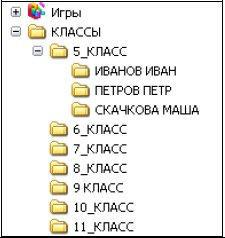 Игры
КЛАССЫ
5_КЛАСС
ИВАНОВ ИВАН
ПЕТРОВ ПЕТР
СКАЧКОВА МАША
6_КЛАСС
7_КЛАСС
8_КЛАСС
9 КЛАСС
10_КЛАСС
11_КЛАСС